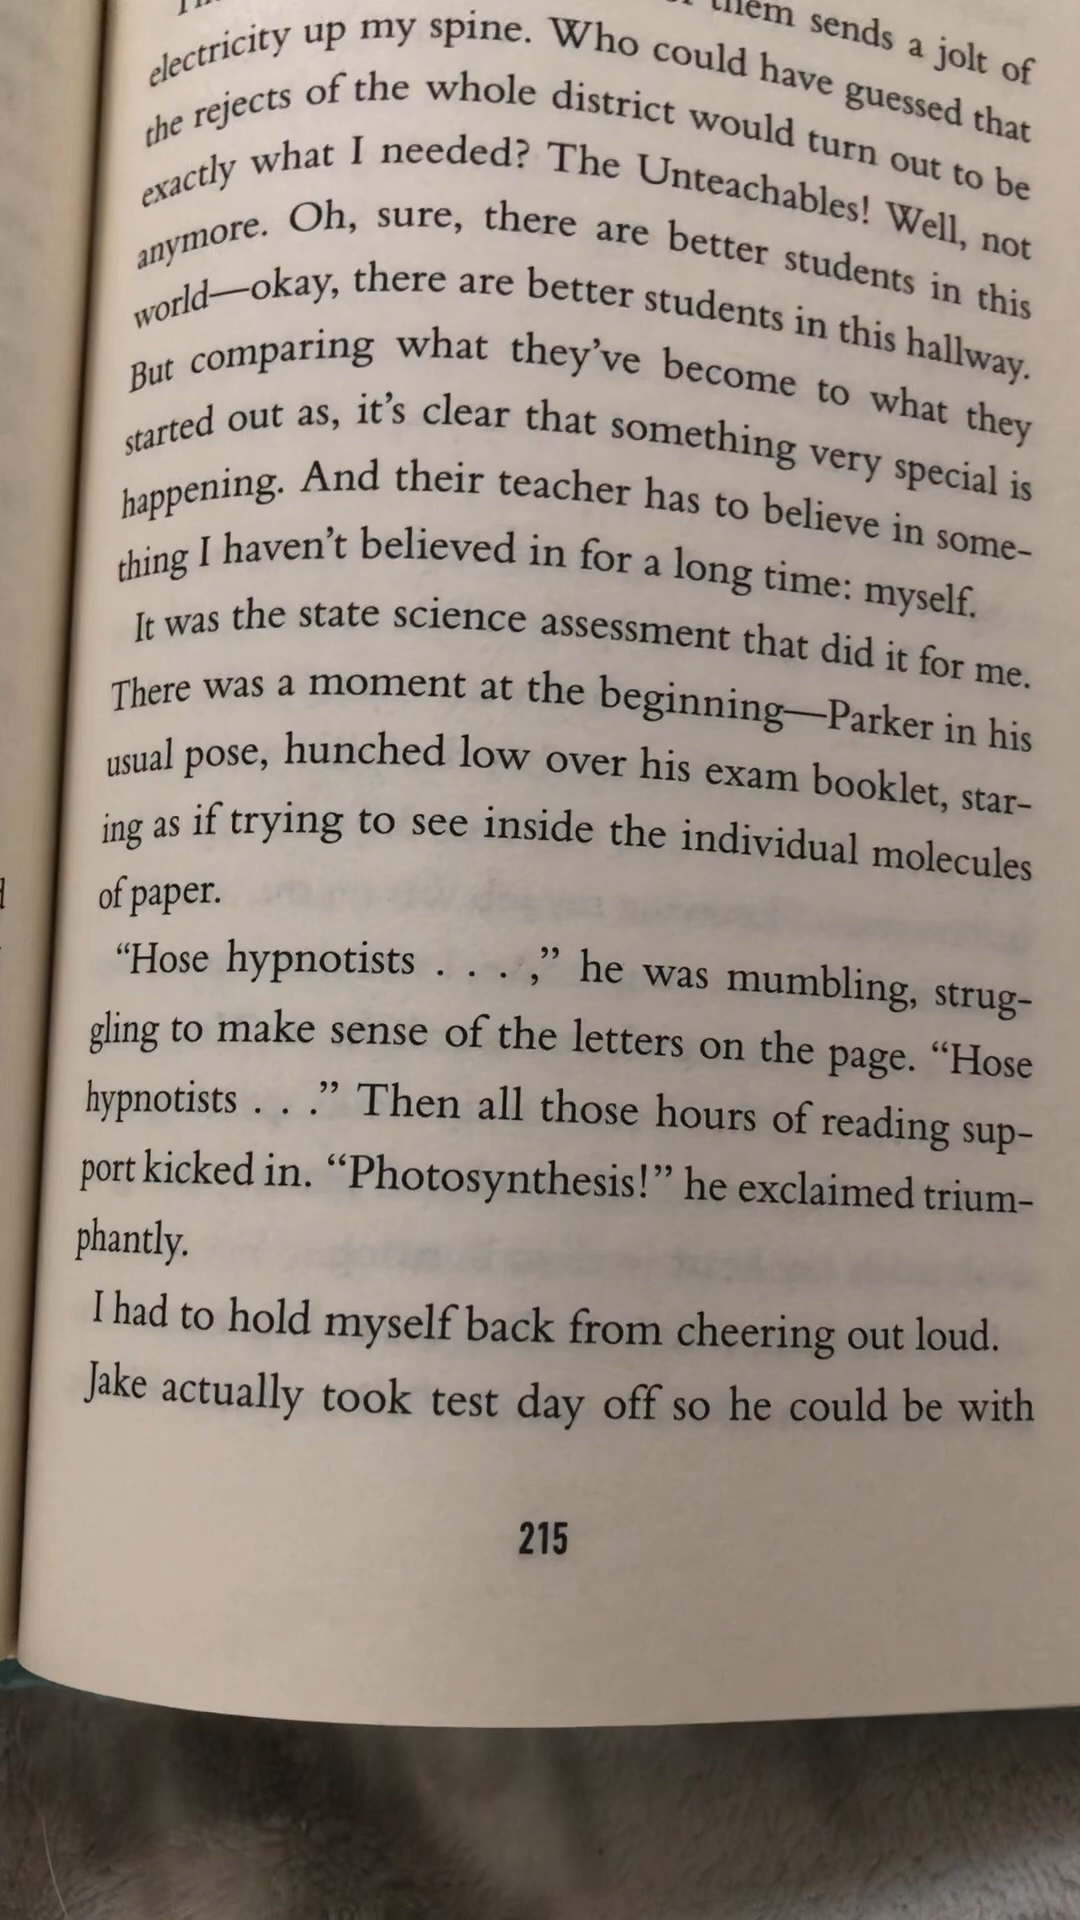 them sends a jolt of
electricity up my spine. Who could have guessed that
the rejects of the whole district would turn out to be
exactly what I needed? The Unteachables! Well, not
anymore. Oh, sure, there are better students in this
world—okay, there are better students in this hallway.
But comparing what they’ve become to what they
started out as, it’s clear that something very special is
happening. And their teacher has to believe in some-
thing I haven’t believed in for a long time: myself.
It was the state science assessment that did it for me.
There was a moment at the beginning—Parker in his
usual pose, hunched low over his exam booklet, star-
ing as if trying to see inside the individual molecules
of paper.
“Hose hypnotists . . . ,” he was mumbling, strug-
gling to make sense of the letters on the page. “Hose
hypnotists . . .” Then all those hours of reading sup-
port kicked in. “Photosynthesis!” he exclaimed trium-
phantly.
I had to hold myself back from cheering out loud.
Jake actually took test day off so he could be with
215